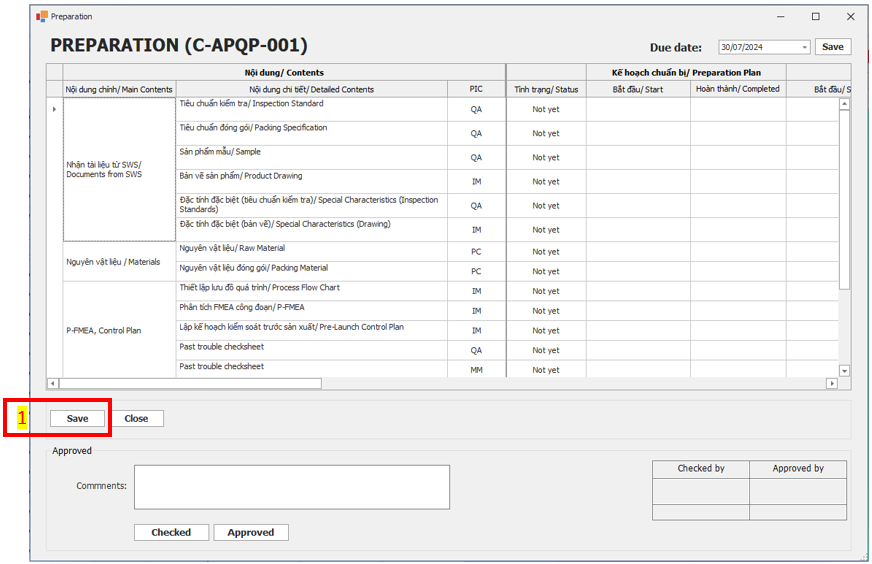 Preparation
PREPARATION (C-APQP-001)
Due date: 30/07/2024 Save
Nội dung/ Contents Kế hoạch chuẩn bị/ Preparation Plan
Nội dung chính/ Main Contents Nội dung chi tiết/ Detailed Contents PIC Tình trạng/ Status Bắt đầu/ Start Hoàn thành/ Completed Bắt đầu/ S
Nhận tài liệu từ SWS/
Documents from SWS
Tiêu chuẩn kiểm tra/ Inspection Standard QA Not yet
Tiêu chuẩn đóng gói/ Packing Specification QA Not yet
Sản phẩm mẫu/ Sample QA Not yet
Bản vẽ sản phẩm/ Product Drawing IM Not yet
Đặc tính đặc biệt (tiêu chuẩn kiểm tra)/ Special Characteristics (Inspection
Standards) QA Not yet
Đặc tính đặc biệt (bản vẽ)/ Special Characteristics (Drawing) IM Not yet
Nguyên vật liệu / Materials
Nguyên vật liệu/ Raw Material PC Not yet
Nguyên vật liệu đóng gói/ Packing Material PC Not yet
P-FMEA, Control Plan
Thiết lập lưu đồ quá trình/ Process Flow Chart IM Not yet
Phân tích FMEA công đoạn/ P-FMEA IM Not yet
Lập kế hoạch kiểm soát trước sản xuất/ Pre-Launch Control Plan IM Not yet
Past trouble checksheet QA Not yet
Past trouble checksheet MM Not yet
1 Save Close
Approved
Commnents:
Checked Approved
Checked by Approved by